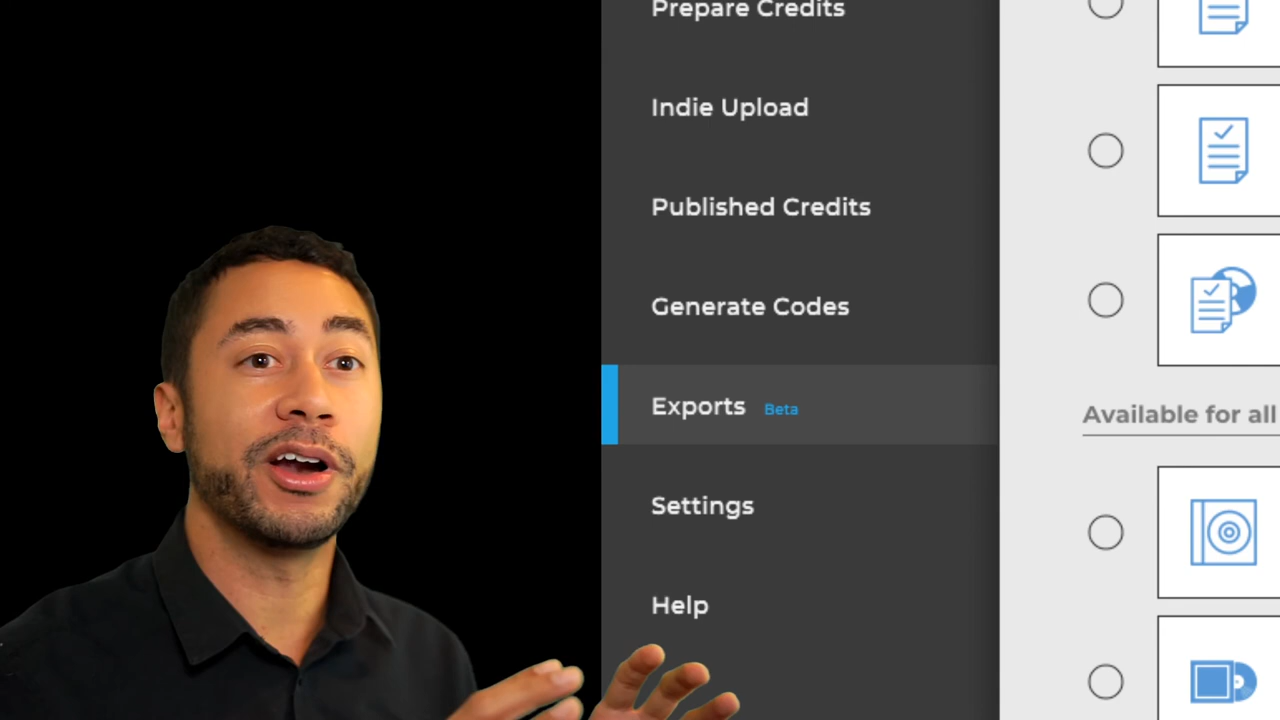 Prepare Credits
Indie Upload
Published Credits
Generate Codes
Exports Beta
Settings
Help
Available for all